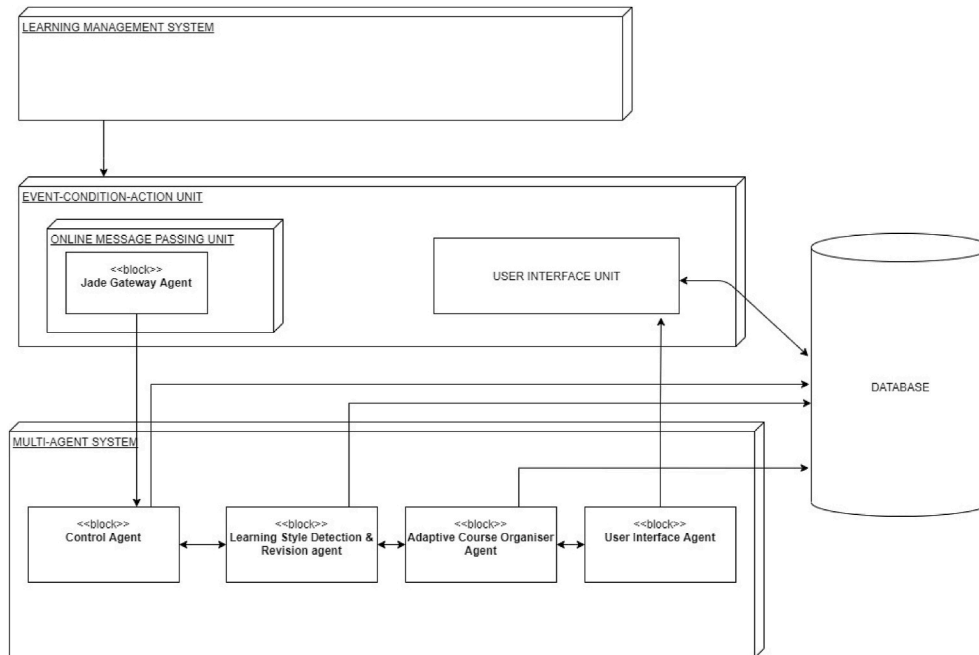 LEARNING MANAGEMENT SYSTEM
EVENT-CONDITION-ACTION UNIT
ONLINE MESSAGE PASSING UNIT
<<block>>
Jade Gateway Agent
USER INTERFACE UNIT
DATABASE
MULTI-AGENT SYSTEM
<<block>>
Control Agent
<<block>>
Learning Style Detection &
Revision agent
<<block>>
Adaptive Course Organiser
Agent
<<block>>
User Interface Agent